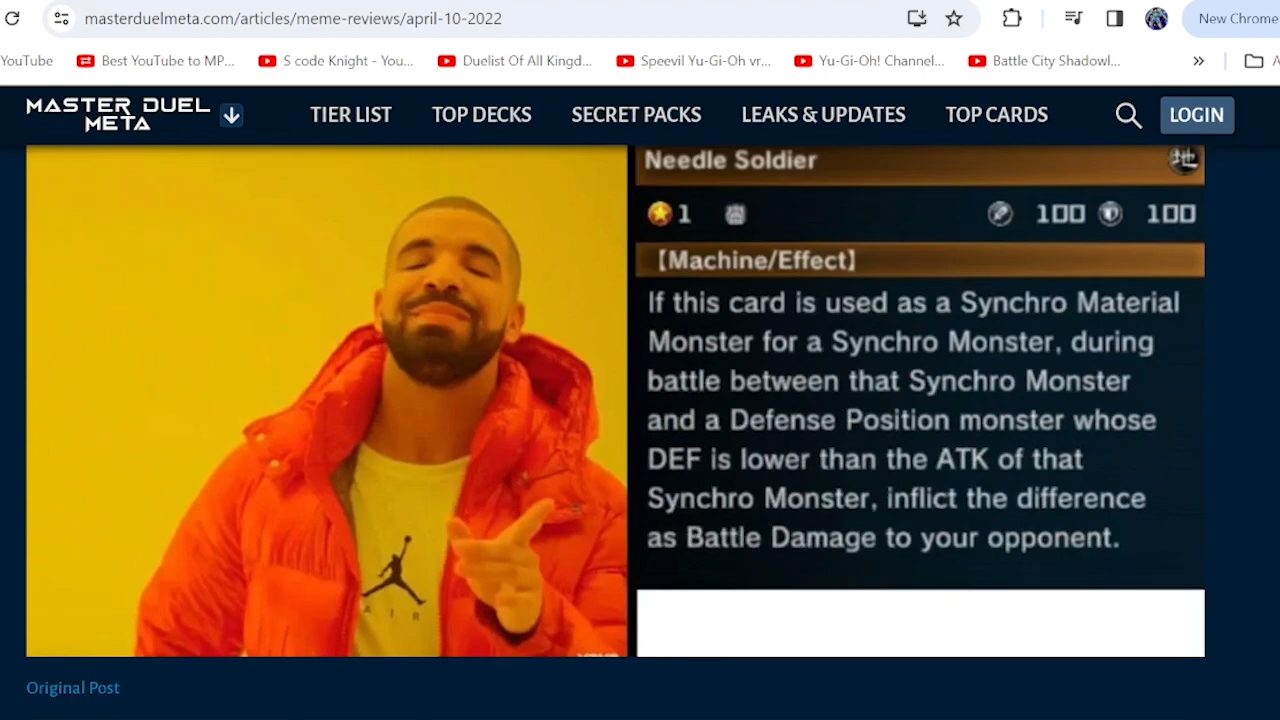 masterduelmeta.com/articles/meme-reviews/april-10-2022
New Chrome
YouTube
Best YouTube to MP...
S code Knight - You...
Duelist Of All Kingd...
Speevil Yu-Gi-Oh vr...
Yu-Gi-Oh! Channel...
Battle City Shadowl...
»
A
MASTER DUEL
META
TIER LIST
TOP DECKS
SECRET PACKS
LEAKS & UPDATES
TOP CARDS
LOGIN
Needle Soldier
地
1
100
100
【Machine/Effect】
If this card is used as a Synchro Material
Monster for a Synchro Monster, during
battle between that Synchro Monster
and a Defense Position monster whose
DEF is lower than the ATK of that
Synchro Monster, inflict the difference
as Battle Damage to your opponent.
AIR
Original Post